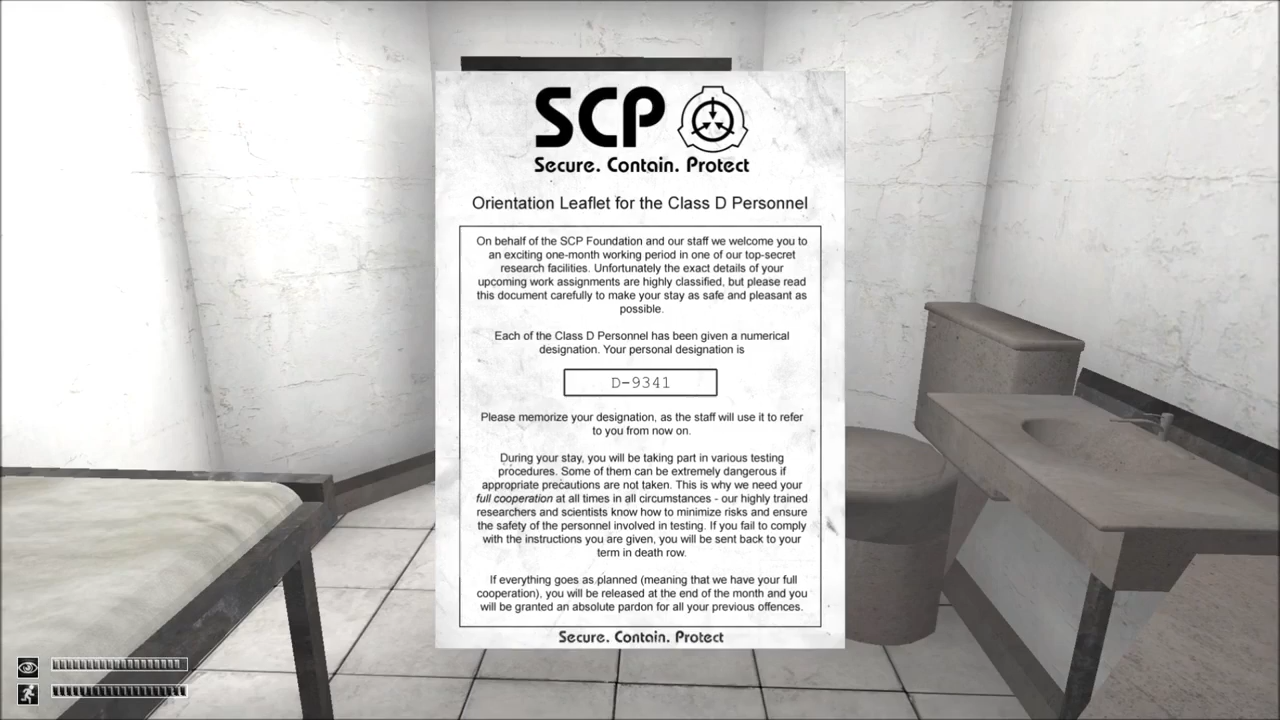 SCP
Secure. Contain. Protect
Orientation Leaflet for the Class D Personnel
On behalf of the SCP Foundation and our staff we welcome you to
an exciting one-month working period in one of our top-secret
research facilities. Unfortunately the exact details of your
upcoming work assignments are highly classified, but please read
this document carefully to make your stay as safe and pleasant as
possible.
Each of the Class D Personnel has been given a numerical
designation. Your personal designation is
D-9341
Please memorize your designation, as the staff will use it to refer
to you from now on.
During your stay, you will be taking part in various testing
procedures. Some of them can be extremely dangerous if
appropriate precautions are not taken. This is why we need your
full cooperation at all times in all circumstances - our highly trained
researchers and scientists know how to minimize risks and ensure
the safety of the personnel involved in testing. If you fail to comply
with the instructions you are given, you will be sent back to your
term in death row.
If everything goes as planned (meaning that we have your full
cooperation), you will be released at the end of the month and you
will be granted an absolute pardon for all your previous offences.
Secure. Contain. Protect